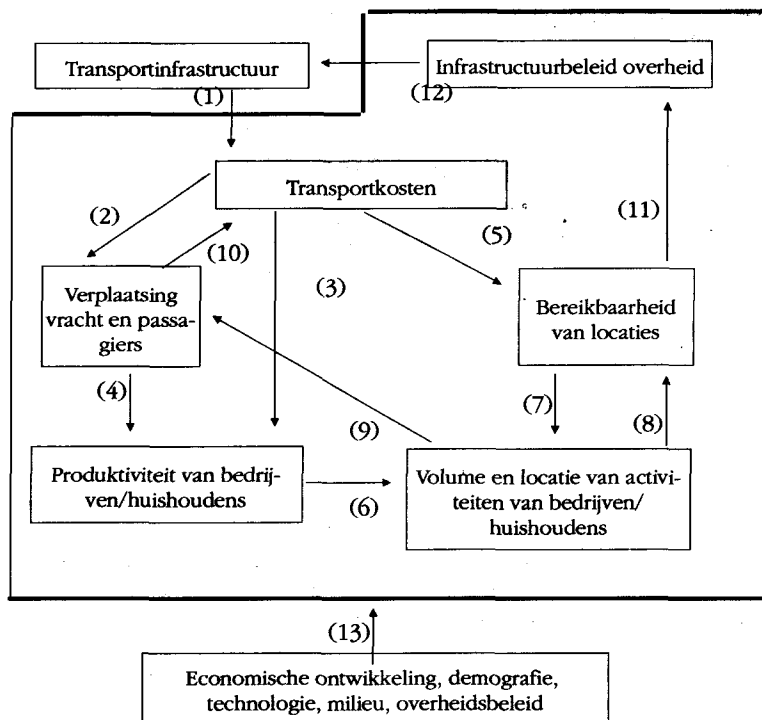 Transportinfrastructuur
Infrastructuurbeleid overheid
(1)
(12)
Transportkosten
(2)
(10)
(5)
(11)
(3)
Verplaatsing
vracht en passa-
giers
Bereikbaarheid
van locaties
(4)
(9)
(7)
(8)
Produktiviteit van bedrij-
ven/huishoudens
(6)
Volume en locatie van activi-
teiten van bedrijven/
huishoudens
(13)
Economische ontwikkeling, demografie,
technologie, milieu, overheidsbeleid